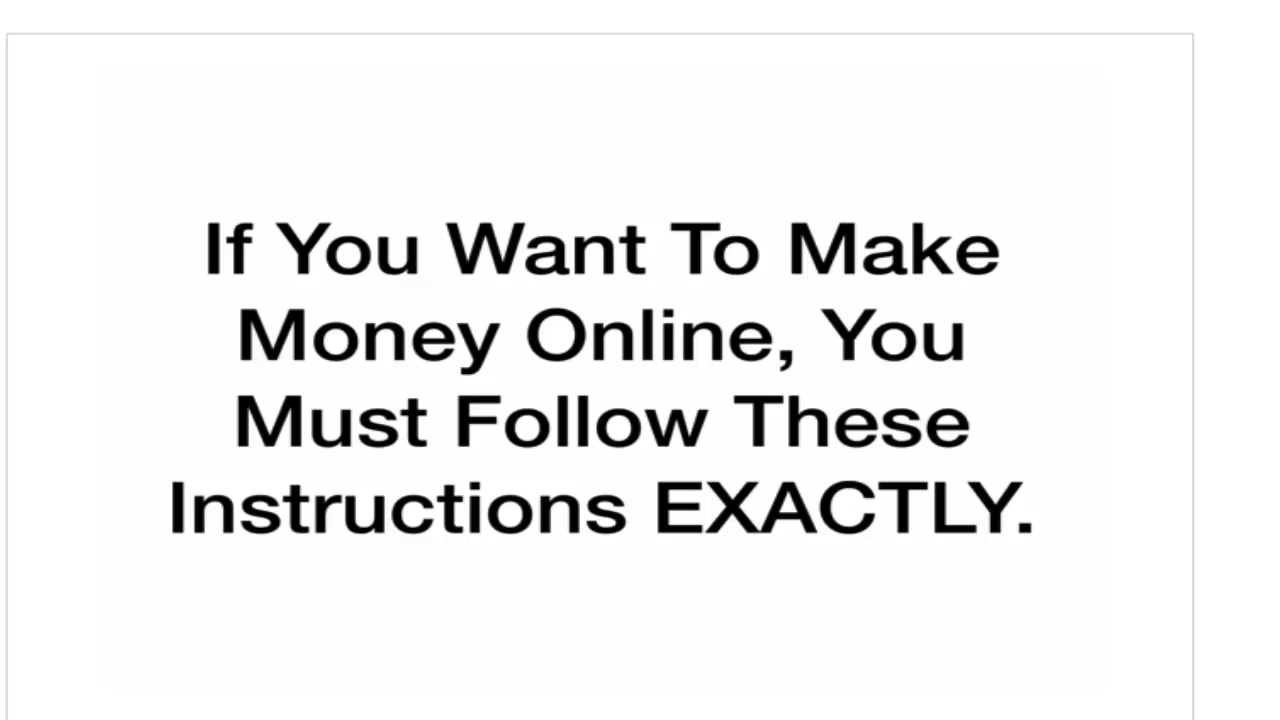 If You Want To Make
Money Online, You
Must Follow These
Instructions EXACTLY.